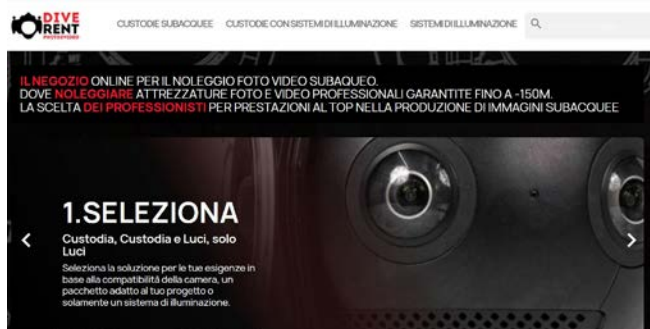 DIVE
RENT
PHOTO&VIDEO
CUSTODIE SUBACQUEE CUSTODIE CON SISTEMI DI ILLUMINAZIONE SISTEMI DI ILLUMINAZIONE
IL NEGOZIO ONLINE PER IL NOLEGGIO FOTO VIDEO SUBAQUEO.
DOVE NOLEGGIARE ATTREZZATURE FOTO E VIDEO PROFESSIONALI GARANTITE FINO A -150M.
LA SCELTA DEI PROFESSIONISTI PER PRESTAZIONI AL TOP NELLA PRODUZIONE DI IMMAGINI SUBACQUEE
1.SELEZIONA
Custodia, Custodia e Luci, solo
Luci
Seleziona la soluzione per le tue esigenze in
base alla compatibilità della camera, un
pacchetto adatto al tuo progetto o
solamente un sistema di illuminazione.